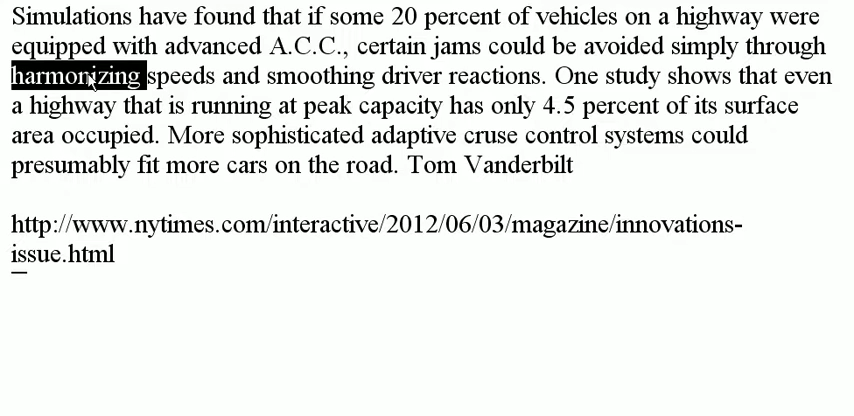 Simulations have found that if some 20 percent of vehicles on a highway were
equipped with advanced A.C.C., certain jams could be avoided simply through
harmonizing speeds and smoothing driver reactions. One study shows that even
a highway that is running at peak capacity has only 4.5 percent of its surface
area occupied. More sophisticated adaptive cruse control systems could
presumably fit more cars on the road. Tom Vanderbilt
http://www.nytimes.com/interactive/2012/06/03/magazine/innovations-
issue.html